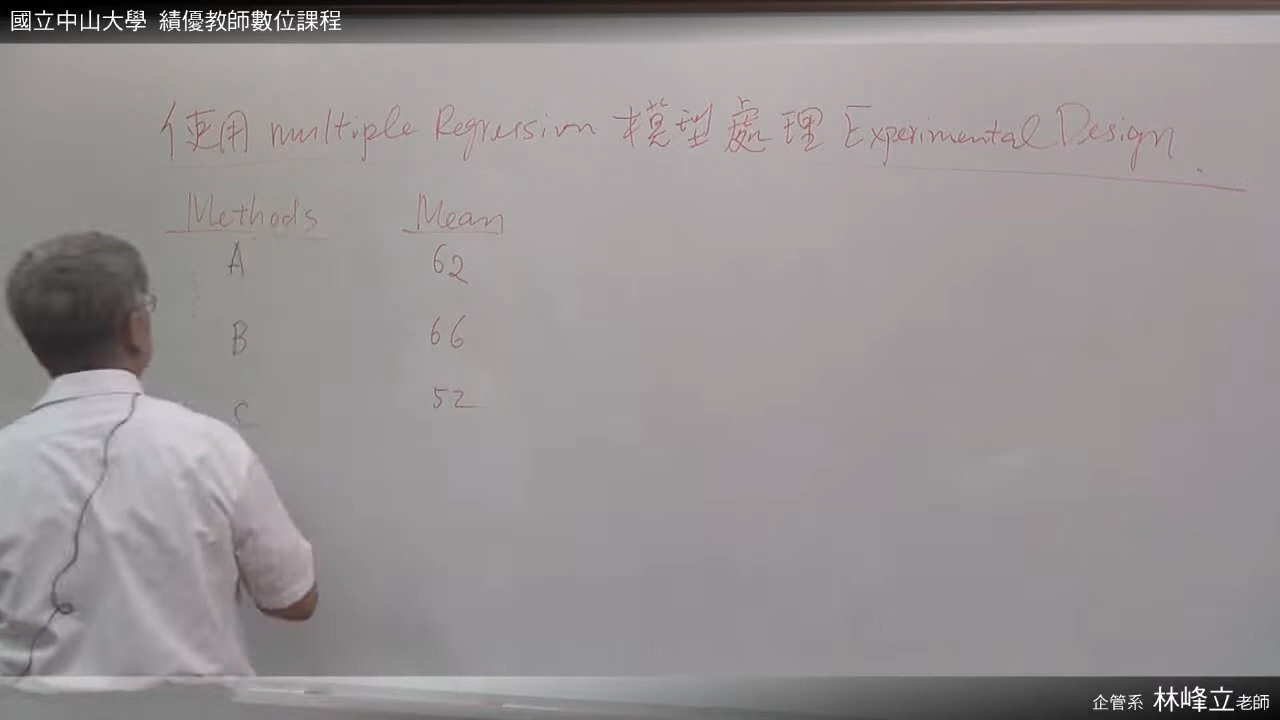 國立中山大學 績優教師數位課程
使用 multiple Regression 模型處理 Experimental Design.
Methods Mean
A 62
B 66
C 52
企管系 林峰立老師